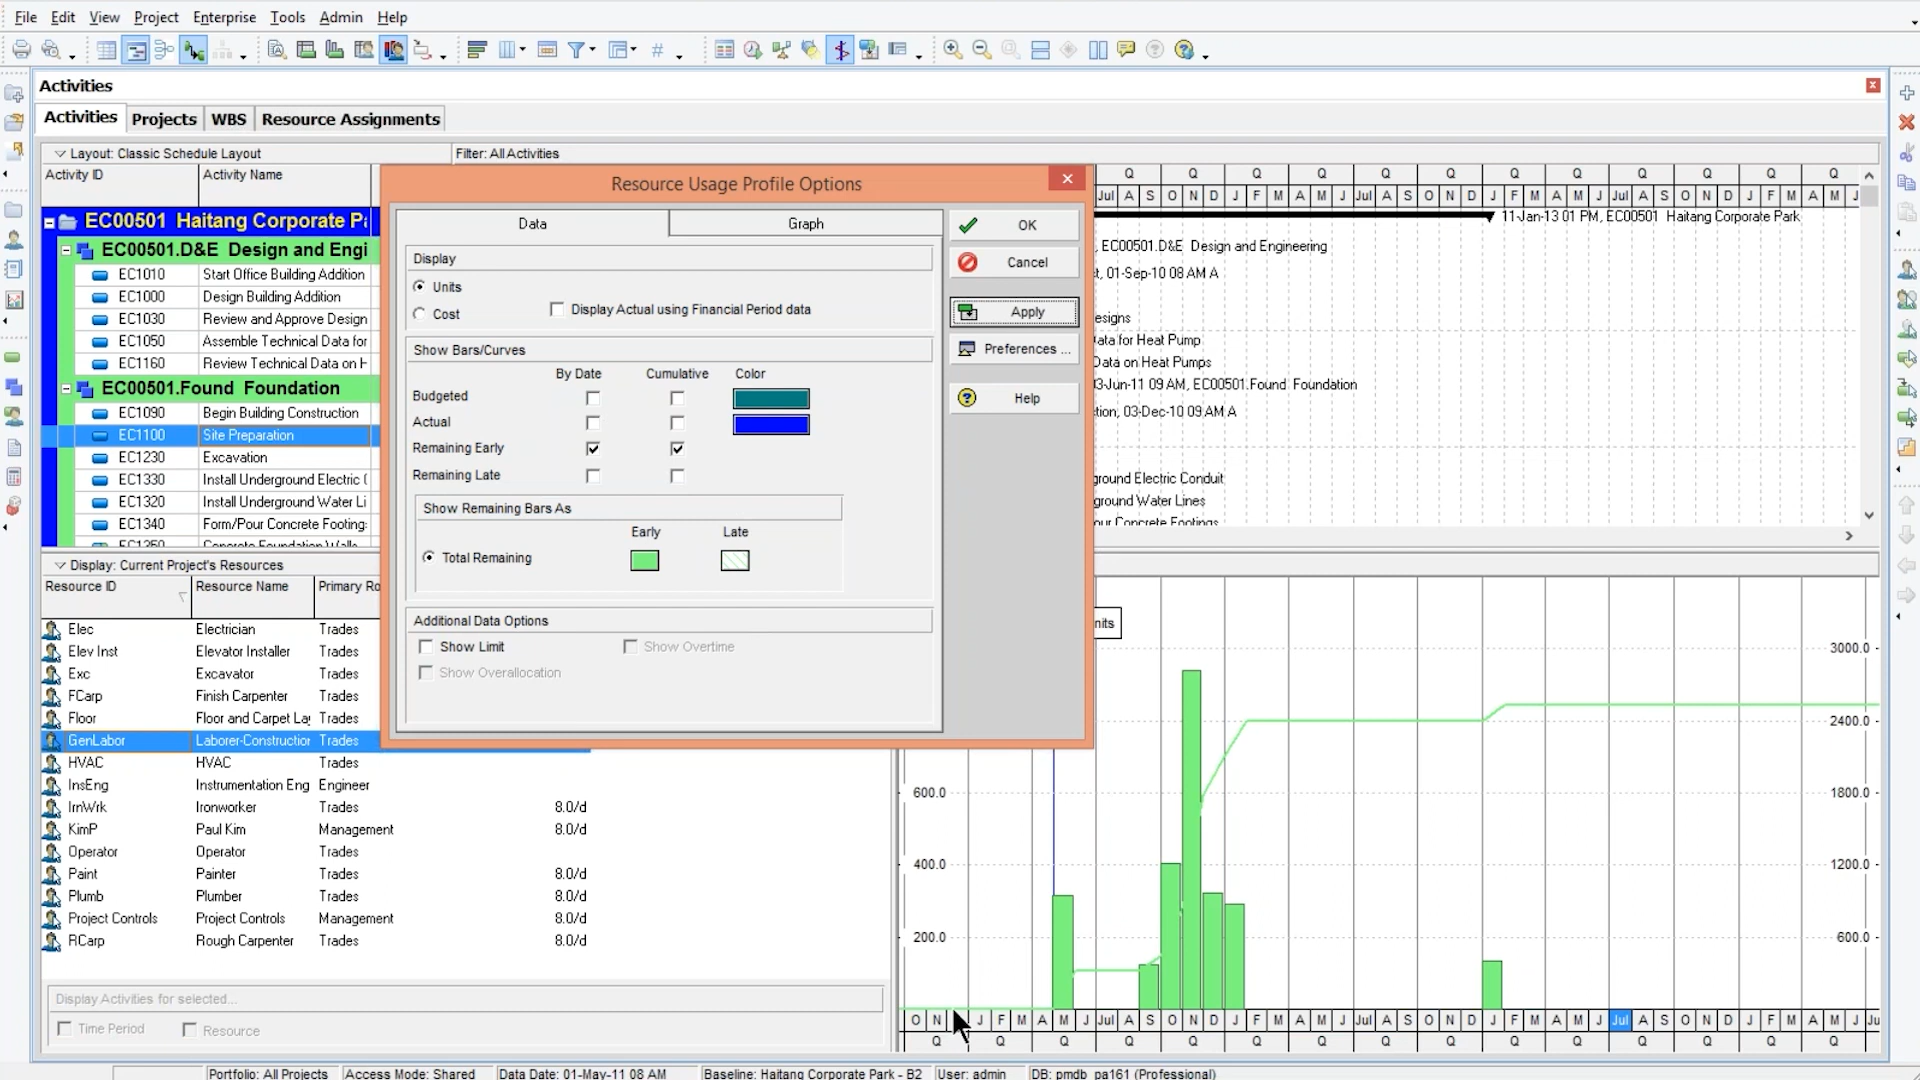 File Edit View Project Enterprise Tools Admin Help
Activities
Activities Projects WBS Resource Assignments
Layout: Classic Schedule Layout Filter: All Activities
Activity ID Activity Name
Q Q Q Q Q Q Q Q Q Q Q Q
Jul A S O N D J F M A M J Jul A S O N D J F M A M J Jul A S O N D J F M A M J
EC00501 Haitang Corporate Pa
11-Jan-13 01 PM, EC00501 Haitang Corporate Park
EC00501.D&E Design and Engi
, EC00501.D&E Design and Engineering
EC1010 Start Office Building Addition
t, 01-Sep-10 08 AM A
EC1000 Design Building Addition
EC1030 Review and Approve Design
esigns
EC1050 Assemble Technical Data for
ata for Heat Pump
EC1160 Review Technical Data on H
Data on Heat Pumps
EC00501.Found Foundation
03-Jun-11 09 AM, EC00501.Found Foundation
EC1090 Begin Building Construction
tion, 03-Dec-10 09 AM A
EC1100 Site Preparation
EC1230 Excavation
EC1330 Install Underground Electric (
ground Electric Conduit
EC1320 Install Underground Water Li
ground Water Lines
EC1340 Form/Pour Concrete Footing:
our Concrete Footings
EC1350 Concrete Foundation Walls
Resource Usage Profile Options
Data Graph
Display
Units
Cost
Display Actual using Financial Period data
Show Bars/Curves
By Date Cumulative Color
Budgeted
Actual
Remaining Early
Remaining Late
Show Remaining Bars As
Early Late
Total Remaining
Additional Data Options
Show Limit Show Overtime
Show Overallocation
OK
Cancel
Apply
Preferences ...
Help
Display: Current Project's Resources
Resource ID Resource Name Primary Ro
Elec Electrician Trades
Elev Inst Elevator Installer Trades
Exc Excavator Trades
FCarp Finish Carpenter Trades
Floor Floor and Carpet La Trades
GenLabor Laborer-Construction Trades
HVAC HVAC Trades
InsEng Instrumentation Eng Engineer
IrnWrk Ironworker Trades 8.0/d
KimP Paul Kim Management 8.0/d
Operator Operator Trades
Paint Painter Trades 8.0/d
Plumb Plumber Trades 8.0/d
Project Controls Project Controls Management 8.0/d
RCarp Rough Carpenter Trades 8.0/d
Display Activities for selected...
Time Period Resource
nits
3000.0
2400.0
600.0 1800.0
400.0 1200.0
200.0 600.0
O N J F M A M J Jul A S O N D J F M A M J Jul A S O N D J F M A M J Jul A S O N D J F M A M J Ju
Q Q Q Q Q Q Q Q Q Q Q Q Q Q Q
Portfolio: All Projects Access Mode: Shared Data Date: 01-May-11 08 AM Baseline: Haitang Corporate Park - B2 User: admin DB: pmdb_pa161 (Professional)